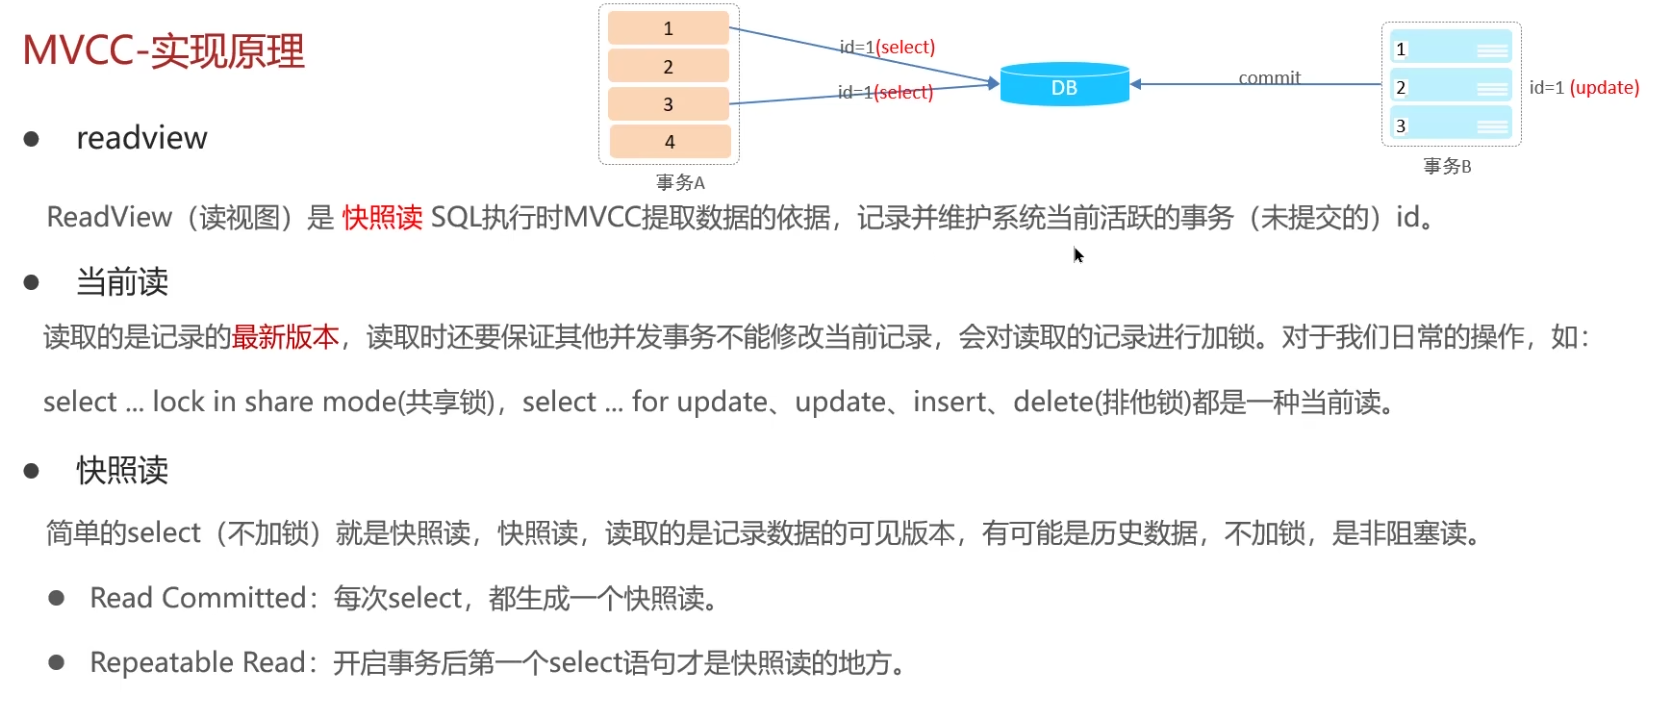 MVCC-实现原理
1
2
3
4
事务A
id=1(select)
id=1(select)
DB
commit
1
2
3
id=1 (update)
事务B
readview
ReadView（读视图）是 快照读 SQL执行时MVCC提取数据的依据，记录并维护系统当前活跃的事务（未提交的）id。
当前读
读取的是记录的最新版本，读取时还要保证其他并发事务不能修改当前记录，会对读取的记录进行加锁。对于我们日常的操作，如：
select ... lock in share mode(共享锁)，select ... for update、update、insert、delete(排他锁)都是一种当前读。
快照读
简单的select（不加锁）就是快照读，快照读，读取的是记录数据的可见版本，有可能是历史数据，不加锁，是非阻塞读。
Read Committed：每次select，都生成一个快照读。
Repeatable Read：开启事务后第一个select语句才是快照读的地方。